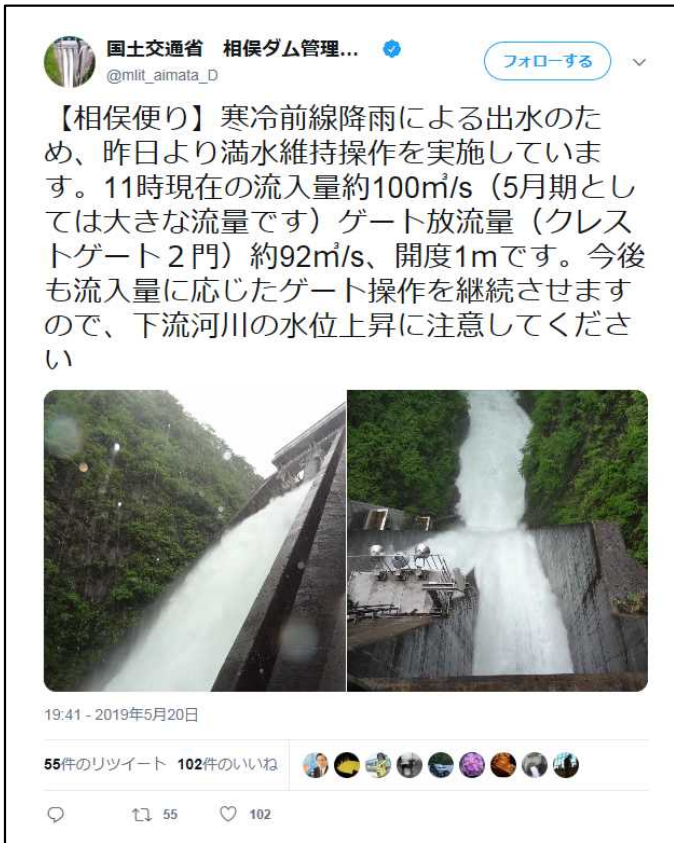 国土交通省　相俣ダム管理...
@mlit_aimata_D
フォローする
【相俣便り】寒冷前線降雨による出水のた
め、昨日より満水維持操作を実施していま
す。11時現在の流入量約100㎥/s（5月期とし
ては大きな流量です）ゲート放流量（クレス
トゲート２門）約92㎥/s、開度1mです。今後
も流入量に応じたゲート操作を継続させます
ので、下流河川の水位上昇に注意してくださ
い
19:41 - 2019年5月20日
55件のリツイート 102件のいいね
55 102